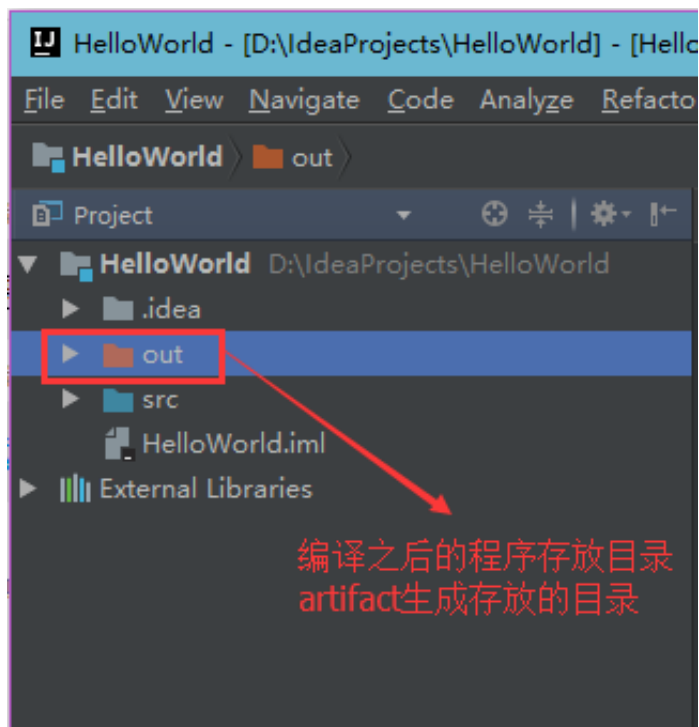 HelloWorld - [D:\IdeaProjects\HelloWorld] - [Hello
File Edit View Navigate Code Analyze Refacto
HelloWorld out
Project
HelloWorld D:\IdeaProjects\HelloWorld
.idea
out
src
HelloWorld.iml
External Libraries
编译之后的程序存放目录
artifact生成存放的目录